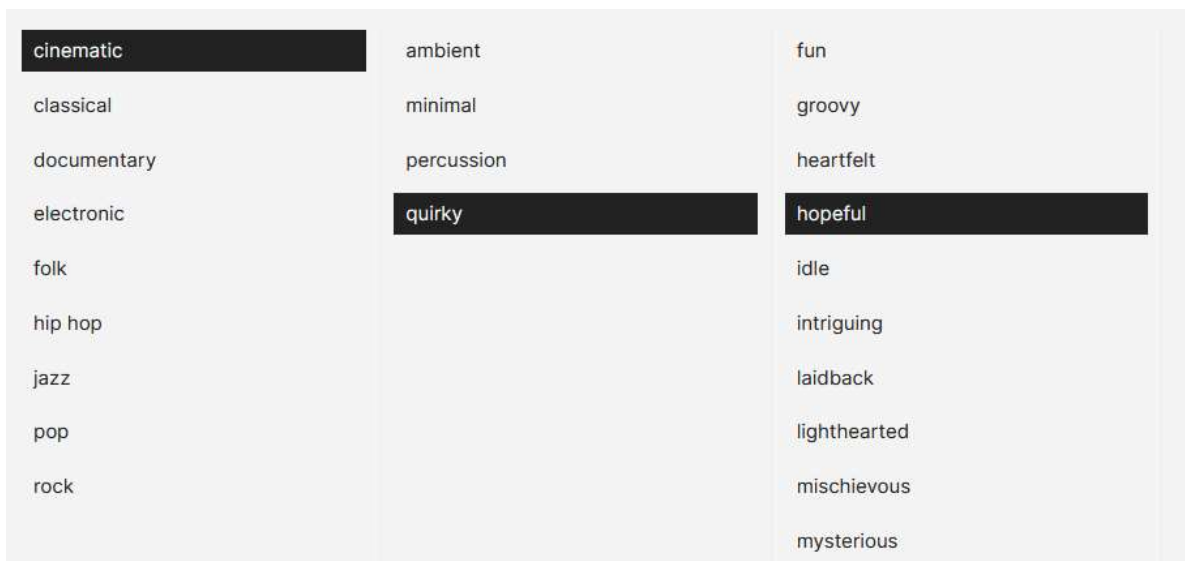 cinematic
classical
documentary
electronic
folk
hip hop
jazz
pop
rock
ambient
minimal
percussion
quirky
fun
groovy
heartfelt
hopeful
idle
intriguing
laidback
lighthearted
mischievous
mysterious